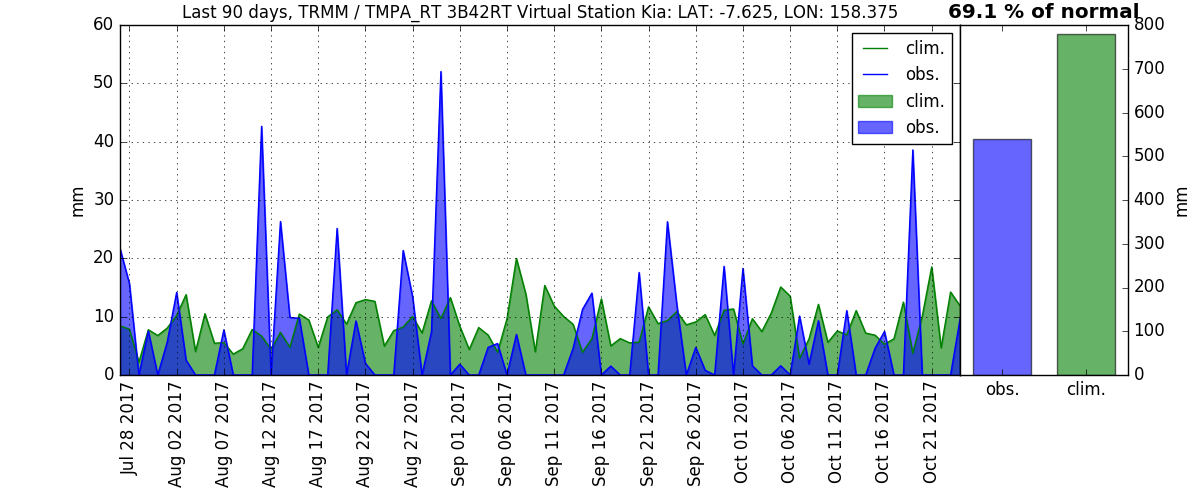 Last 90 days, TRMM / TMPA_RT 3B42RT Virtual Station Kia: LAT: -7.625, LON: 158.375
69.1 % of normal
60
50
40
30
20
10
0
mm
clim.
obs.
clim.
obs.
800
700
600
500
400
300
200
100
0
mm
obs.
clim.
Jul 28 2017
Aug 02 2017
Aug 07 2017
Aug 12 2017
Aug 17 2017
Aug 22 2017
Aug 27 2017
Sep 01 2017
Sep 06 2017
Sep 11 2017
Sep 16 2017
Sep 21 2017
Sep 26 2017
Oct 01 2017
Oct 06 2017
Oct 11 2017
Oct 16 2017
Oct 21 2017